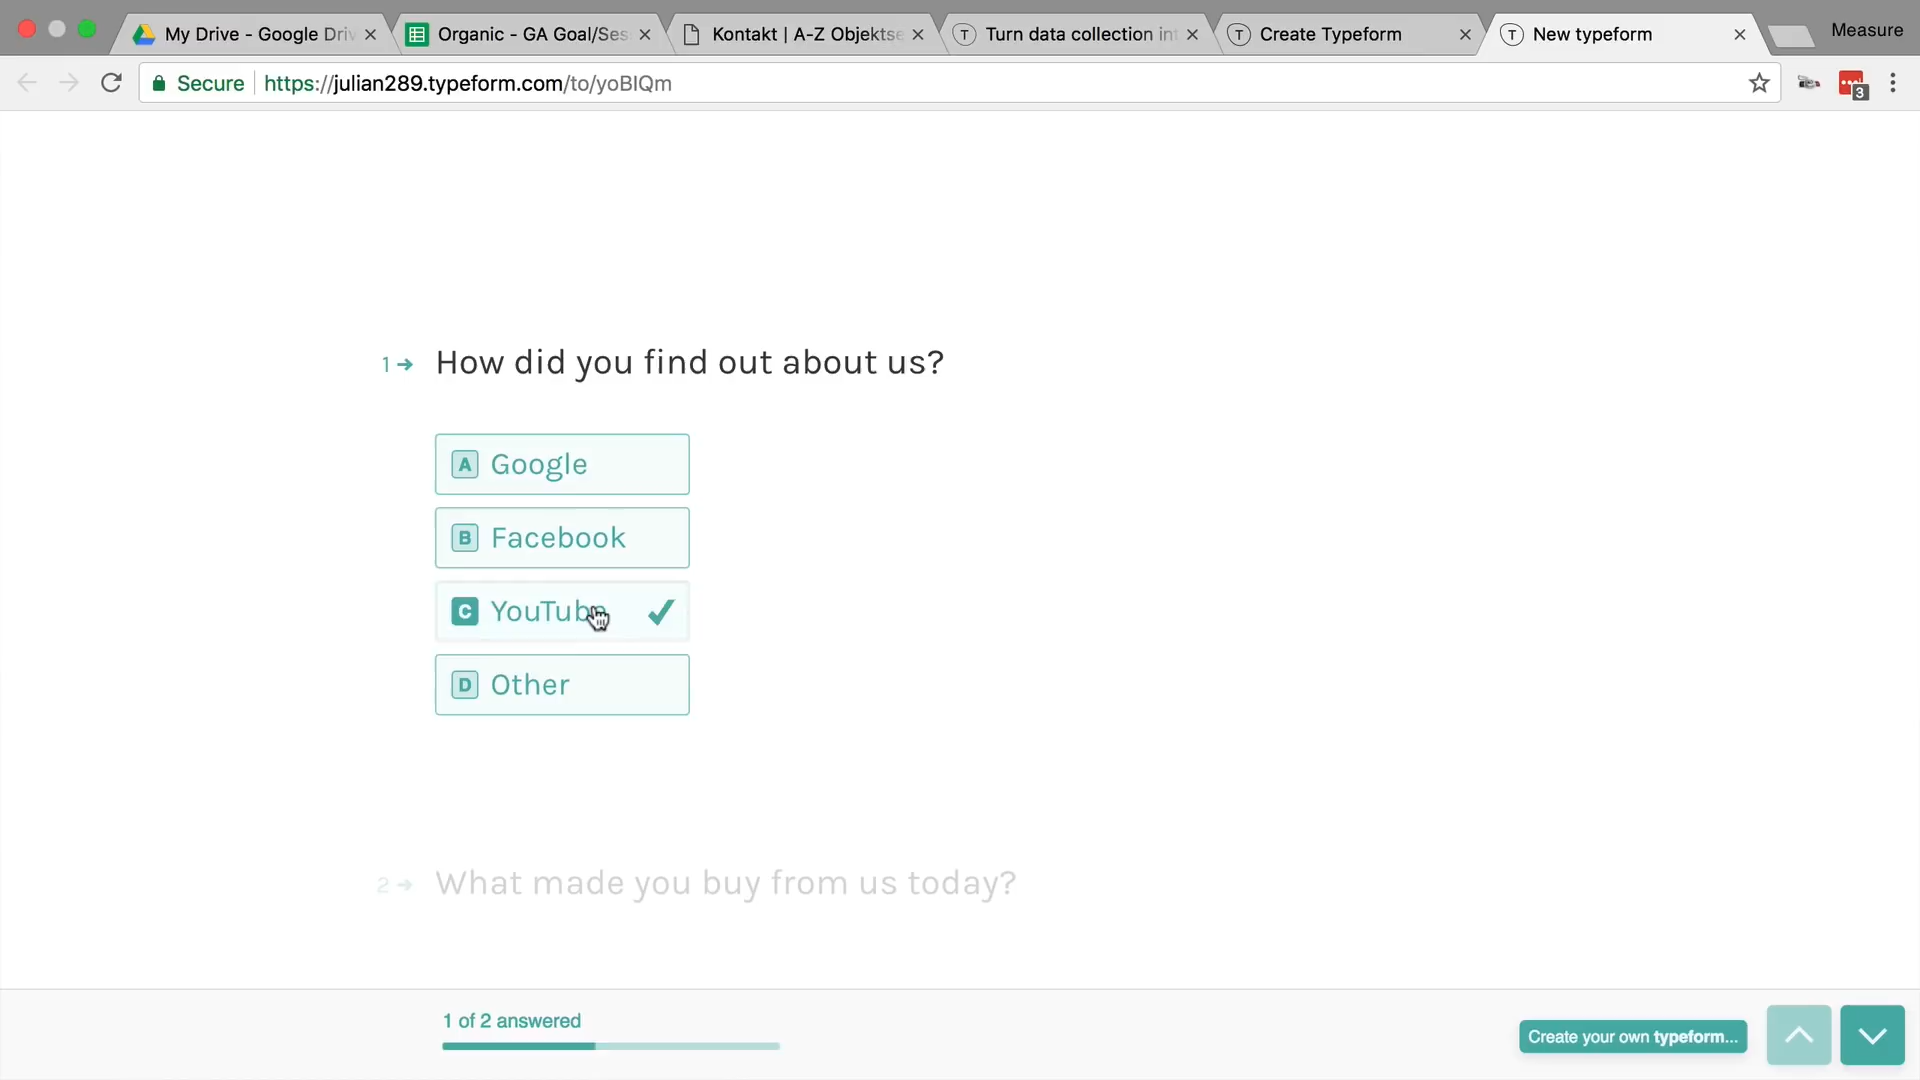 My Drive - Google Driv
Organic - GA Goal/Ses
Kontakt | A-Z Objektse
Turn data collection int
Create Typeform
New typeform
Measure
Secure
https://julian289.typeform.com/to/yoBIQm
3
1 How did you find out about us?
A Google
B Facebook
C YouTube
D Other
2 What made you buy from us today?
1 of 2 answered
Create your own typeform...